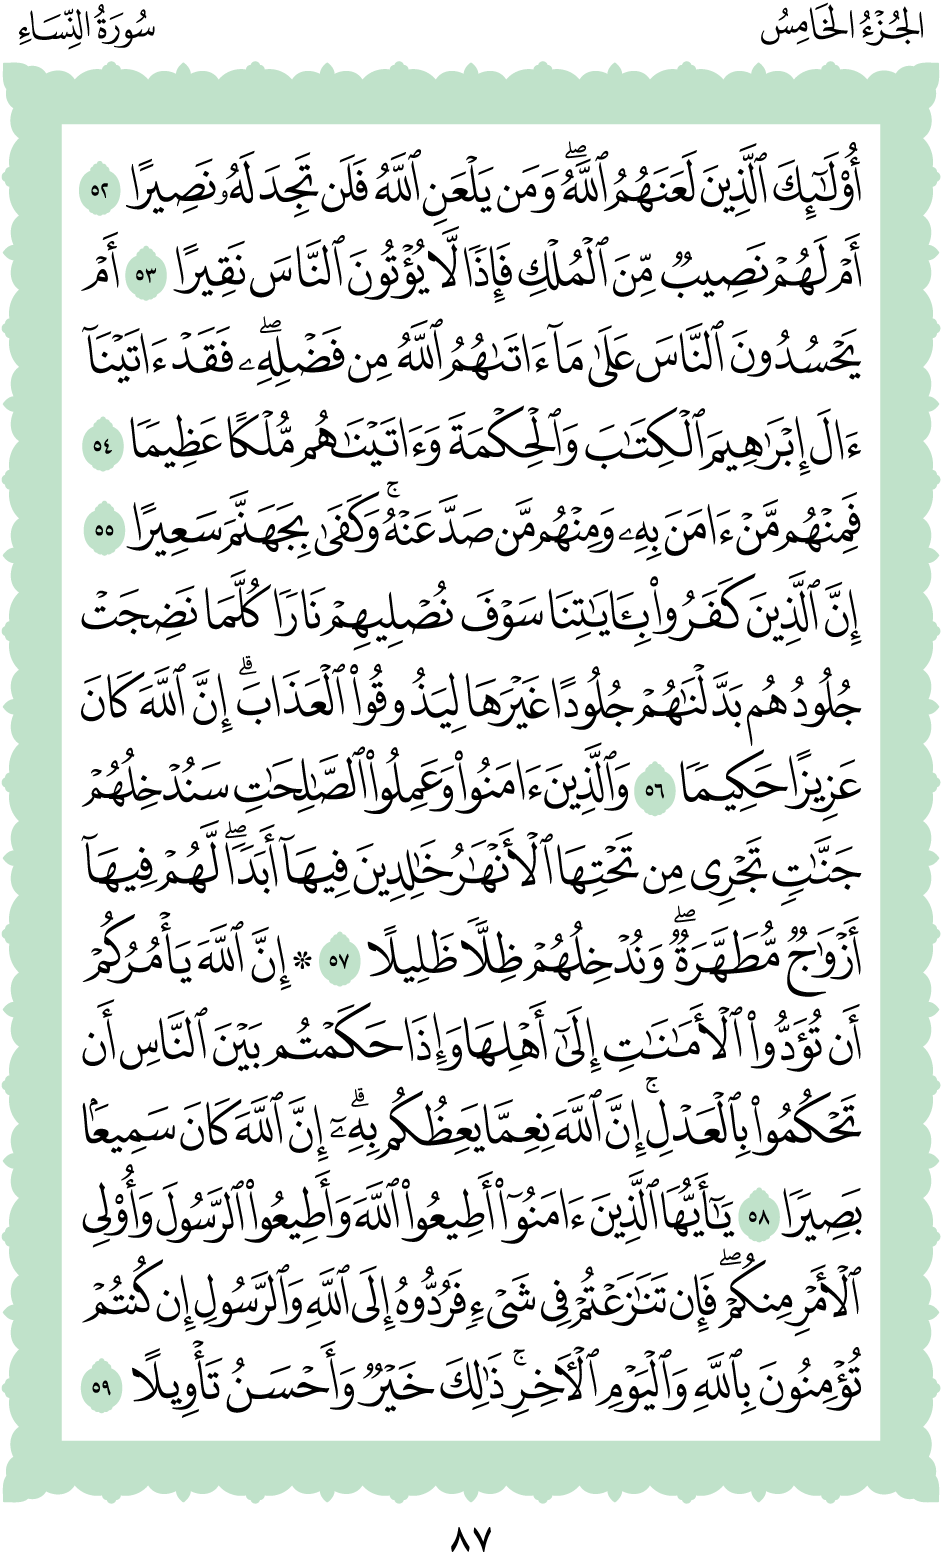 الجُزْءُ الخَامِسُ
سُورَةُ النِّسَاءِ
أُوْلَٰٓئِكَ ٱلَّذِينَ لَعَنَهُمُ ٱللَّهُۖ وَمَن يَلْعَنِ ٱللَّهُ فَلَن تَجِدَ لَهُۥ نَصِيرًا ٥٢
أَمْ لَهُمْ نَصِيبٌ مِّنَ ٱلْمُلْكِ فَإِذًا لَّا يُؤْتُونَ ٱلنَّاسَ نَقِيرًا ٥٣ أَمْ
يَحْسُدُونَ ٱلنَّاسَ عَلَىٰ مَآ ءَاتَىٰهُمُ ٱللَّهُ مِن فَضْلِهِۦۖ فَقَدْ ءَاتَيْنَآ
ءَالَ إِبْرَٰهِيمَ ٱلْكِتَٰبَ وَٱلْحِكْمَةَ وَءَاتَيْنَٰهُم مُّلْكًا عَظِيمًا ٥٤
فَمِنْهُم مَّنْ ءَامَنَ بِهِۦ وَمِنْهُم مَّن صَدَّ عَنْهُۚ وَكَفَىٰ بِجَهَنَّمَ سَعِيرًا ٥٥
إِنَّ ٱلَّذِينَ كَفَرُوا۟ بِـَٔايَٰتِنَا سَوْفَ نُصْلِيهِمْ نَارًا كُلَّمَا نَضِجَتْ
جُلُودُهُم بَدَّلْنَٰهُمْ جُلُودًا غَيْرَهَا لِيَذُوقُوا۟ ٱلْعَذَابَۗ إِنَّ ٱللَّهَ كَانَ
عَزِيزًا حَكِيمًا ٥٦ وَٱلَّذِينَ ءَامَنُوا۟ وَعَمِلُوا۟ ٱلصَّٰلِحَٰتِ سَنُدْخِلُهُمْ
جَنَّٰتٍ تَجْرِى مِن تَحْتِهَا ٱلْأَنْهَٰرُ خَٰلِدِينَ فِيهَآ أَبَدًاۖ لَّهُمْ فِيهَآ
أَزْوَٰجٌ مُّطَهَّرَةٌۖ وَنُدْخِلُهُمْ ظِلًّا ظَلِيلًا ٥٧ ۞ إِنَّ ٱللَّهَ يَأْمُرُكُمْ
أَن تُؤَدُّوا۟ ٱلْأَمَٰنَٰتِ إِلَىٰٓ أَهْلِهَا وَإِذَا حَكَمْتُم بَيْنَ ٱلنَّاسِ أَن
تَحْكُمُوا۟ بِٱلْعَدْلِۚ إِنَّ ٱللَّهَ نِعِمَّا يَعِظُكُم بِهِۦٓۗ إِنَّ ٱللَّهَ كَانَ سَمِيعًۢا
بَصِيرًا ٥٨ يَٰٓأَيُّهَا ٱلَّذِينَ ءَامَنُوٓا۟ أَطِيعُوا۟ ٱللَّهَ وَأَطِيعُوا۟ ٱلرَّسُولَ وَأُو۟لِى
ٱلْأَمْرِ مِنكُمْۖ فَإِن تَنَٰزَعْتُمْ فِى شَىْءٍ فَرُدُّوهُ إِلَى ٱللَّهِ وَٱلرَّسُولِ إِن كُنتُمْ
تُؤْمِنُونَ بِٱللَّهِ وَٱلْيَوْمِ ٱلْـَٔاخِرِۚ ذَٰلِكَ خَيْرٌ وَأَحْسَنُ تَأْوِيلًا ٥٩
٨٧